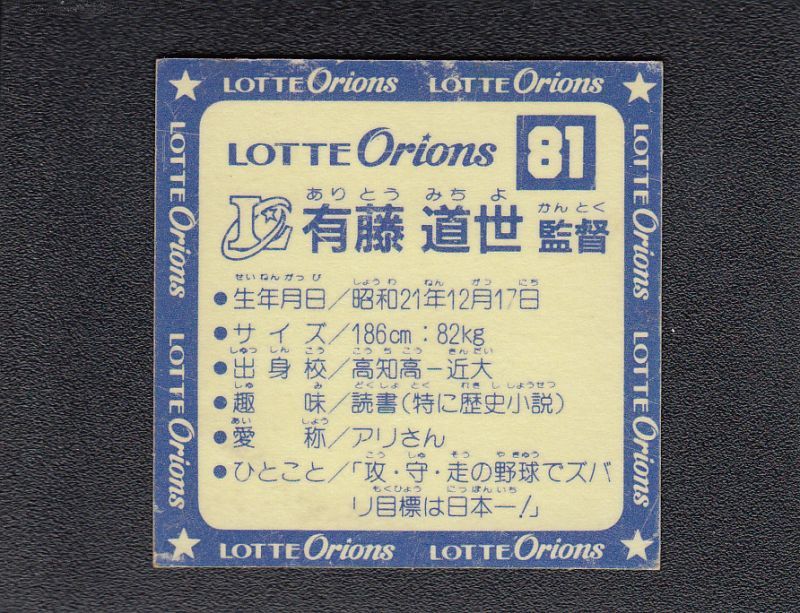 LOTTE Orions LOTTE Orions
LOTTE Orions
LOTTE Orions
LOTTE Orions 81
ありとう みちよ かんとく
有藤 道世 監督
せいねんがっぴ しょうわ ねん がつ にち
●生年月日/昭和21年12月17日
●サイズ/186cm:82kg
しゅっしんこう こうちこう きんだい
●出身校/高知高-近大
しゅ み どくしょ とく れきししょうせつ
●趣味/読書(特に歴史小説)
あいしょう
●愛称/アリさん
こう しゅ そう やきゅう
●ひとこと/「攻・守・走の野球でズバ
もくひょう にっぽんいち
リ目標は日本一!」
LOTTE Orions
LOTTE Orions
LOTTE Orions LOTTE Orions